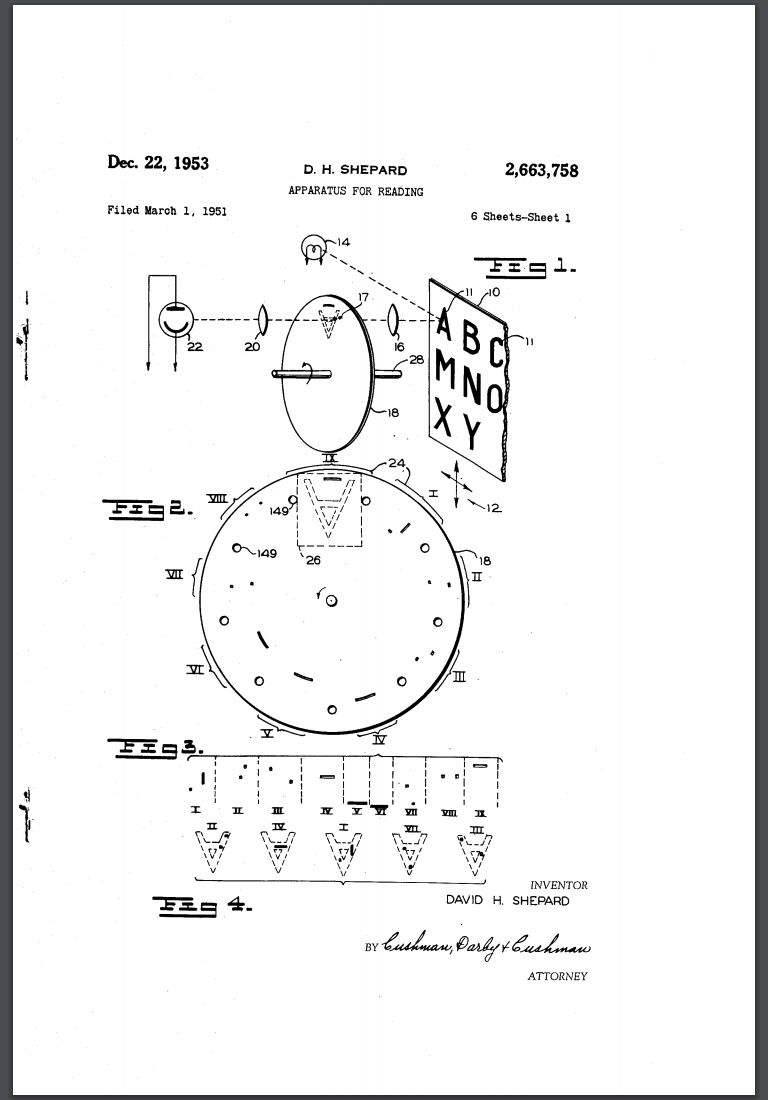 Dec. 22, 1953
D. H. SHEPARD
2,663,758
APPARATUS FOR READING
Filed March 1, 1951
6 Sheets-Sheet 1
14
Fig 1.
11
10
17
A B C
11
22
20
16
28
M N O
18
X Y
IX
24
VIII
I
12
Fig 2.
149
149
26
18
VII
II
VI
III
V
IV
Fig 3.
I II III IV V VI VII VIII IX
II IV I VII III
INVENTOR
DAVID H. SHEPARD
Fig 4.
BY Cushman, Darby & Cushman
ATTORNEY